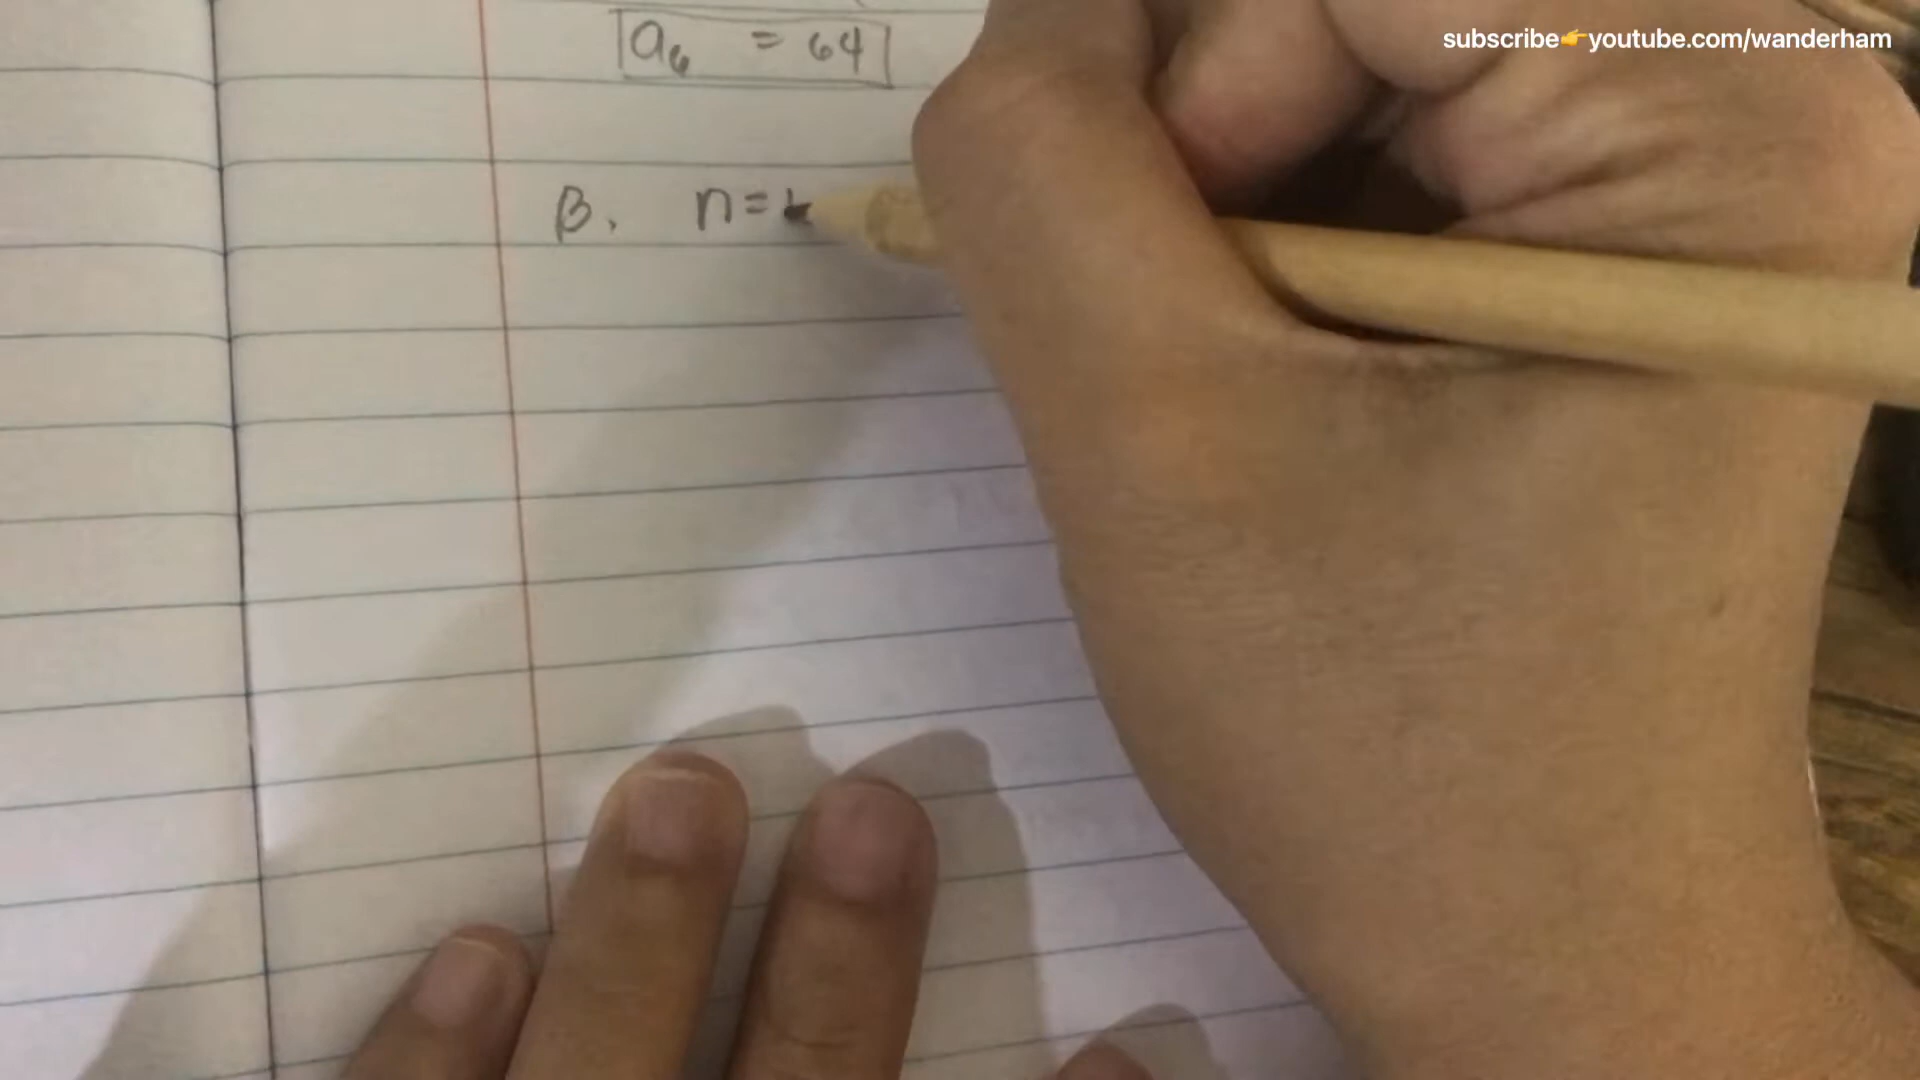 subscribe👉youtube.com/wanderham
a₆ = 64
B. n=